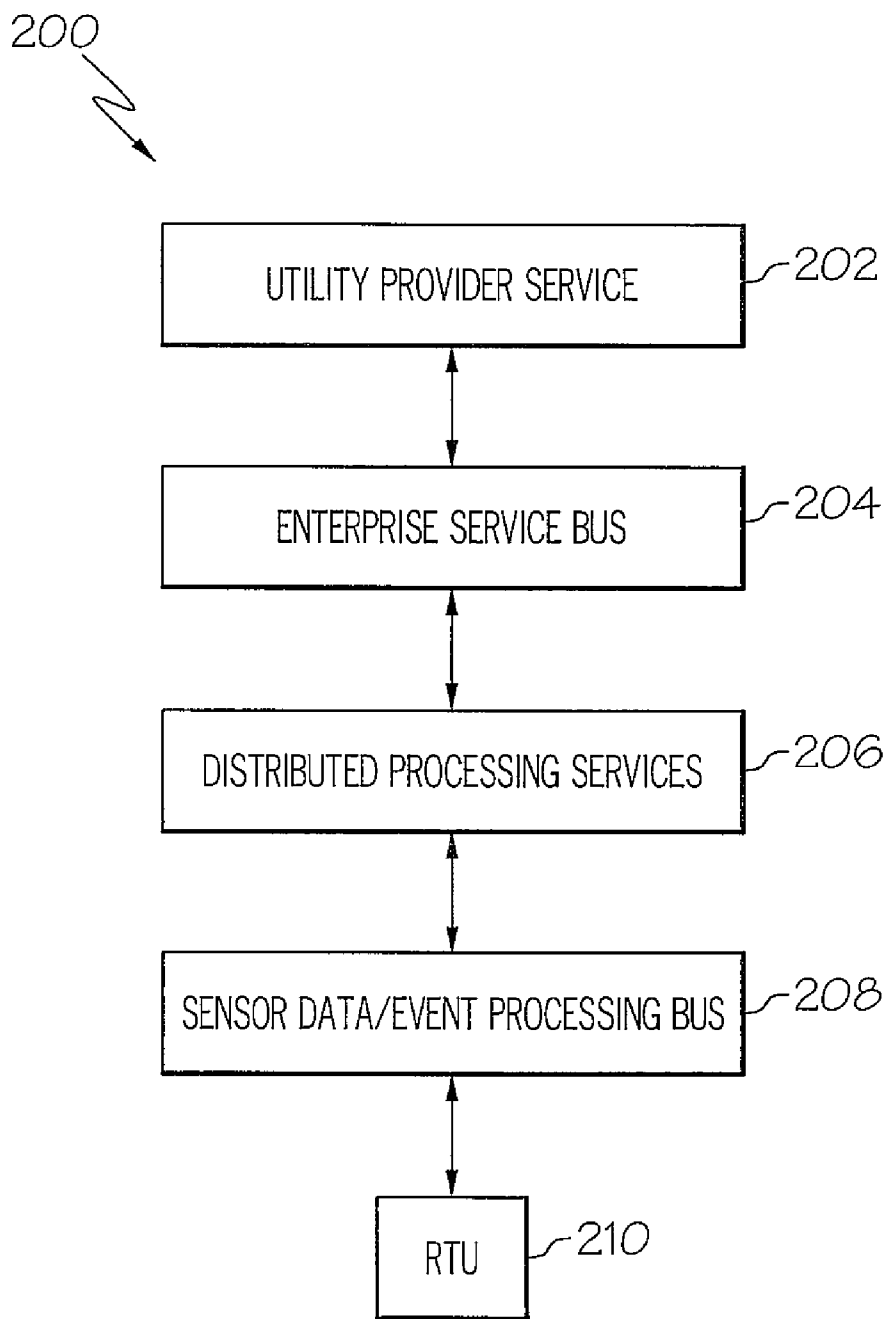 200
UTILITY PROVIDER SERVICE
202
ENTERPRISE SERVICE BUS
204
DISTRIBUTED PROCESSING SERVICES
206
SENSOR DATA/EVENT PROCESSING BUS
208
RTU
210